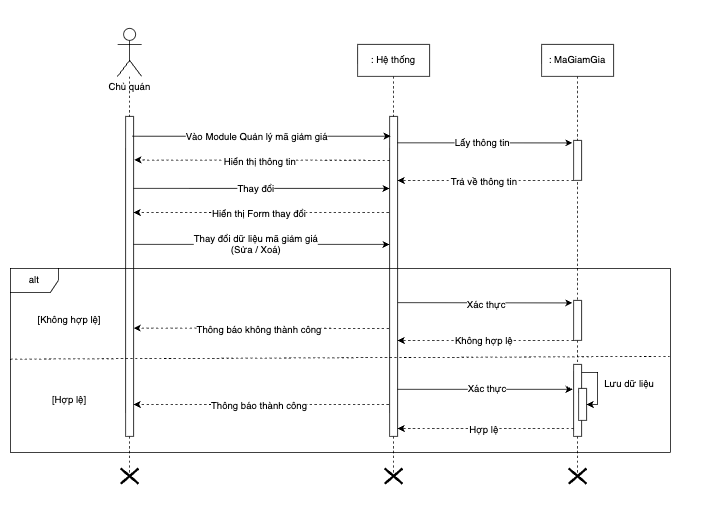 Chủ quán
: Hệ thống
: MaGiamGia
Vào Module Quản lý mã giảm giá
Lấy thông tin
Hiển thị thông tin
Trả về thông tin
Thay đổi
Hiển thị Form thay đổi
Thay đổi dữ liệu mã giảm giá
(Sửa / Xoá)
alt
[Không hợp lệ]
Xác thực
Thông báo không thành công
Không hợp lệ
[Hợp lệ]
Xác thực
Lưu dữ liệu
Thông báo thành công
Hợp lệ